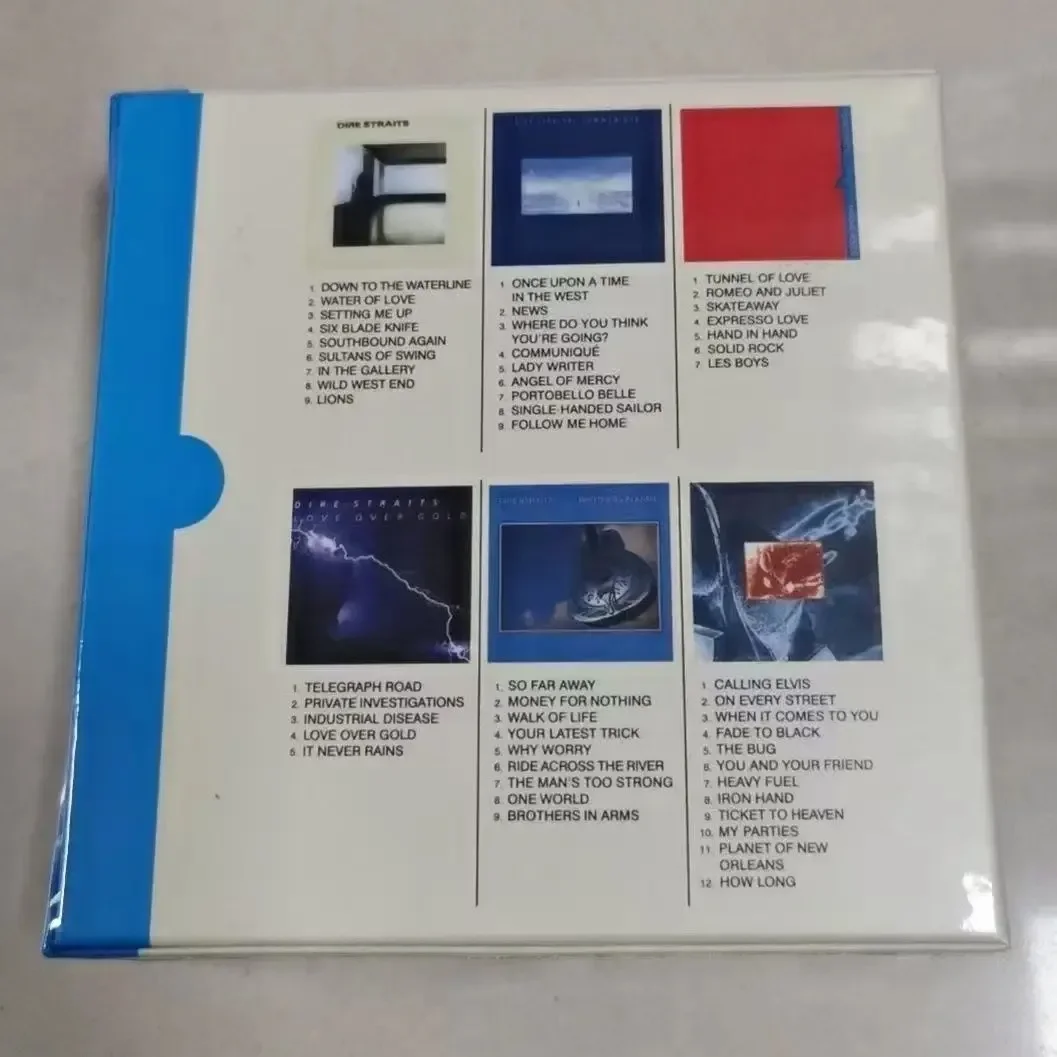 DIRE STRAITS
1. DOWN TO THE WATERLINE
2. WATER OF LOVE
3. SETTING ME UP
4. SIX BLADE KNIFE
5. SOUTHBOUND AGAIN
6. SULTANS OF SWING
7. IN THE GALLERY
8. WILD WEST END
9. LIONS
1. ONCE UPON A TIME
IN THE WEST
2. NEWS
3. WHERE DO YOU THINK
YOU'RE GOING?
4. COMMUNIQUÉ
5. LADY WRITER
6. ANGEL OF MERCY
7. PORTOBELLO BELLE
8. SINGLE-HANDED SAILOR
9. FOLLOW ME HOME
1. TUNNEL OF LOVE
2. ROMEO AND JULIET
3. SKATEAWAY
4. EXPRESSO LOVE
5. HAND IN HAND
6. SOLID ROCK
7. LES BOYS
DIRE STRAITS
LOVE OVER GOLD
1. TELEGRAPH ROAD
2. PRIVATE INVESTIGATIONS
3. INDUSTRIAL DISEASE
4. LOVE OVER GOLD
5. IT NEVER RAINS
DIRE STRAITS
1. SO FAR AWAY
2. MONEY FOR NOTHING
3. WALK OF LIFE
4. YOUR LATEST TRICK
5. WHY WORRY
6. RIDE ACROSS THE RIVER
7. THE MAN'S TOO STRONG
8. ONE WORLD
9. BROTHERS IN ARMS
1. CALLING ELVIS
2. ON EVERY STREET
3. WHEN IT COMES TO YOU
4. FADE TO BLACK
5. THE BUG
6. YOU AND YOUR FRIEND
7. HEAVY FUEL
8. IRON HAND
9. TICKET TO HEAVEN
10. MY PARTIES
11. PLANET OF NEW
ORLEANS
12. HOW LONG